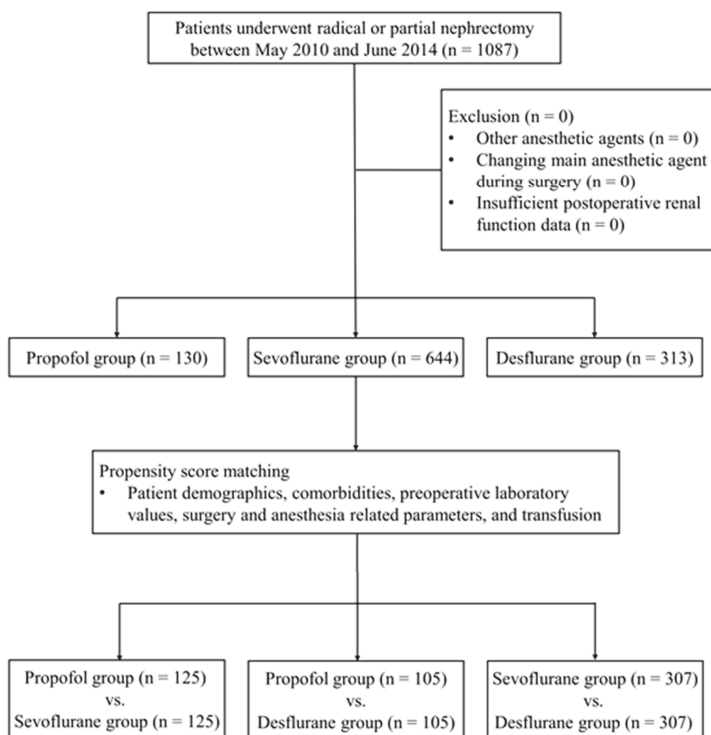 Patients underwent radical or partial nephrectomy
between May 2010 and June 2014 (n = 1087)
Exclusion (n = 0)
• Other anesthetic agents (n = 0)
• Changing main anesthetic agent
during surgery (n = 0)
• Insufficient postoperative renal
function data (n = 0)
Propofol group (n = 130)
Sevoflurane group (n = 644)
Desflurane group (n = 313)
Propensity score matching
• Patient demographics, comorbidities, preoperative laboratory
values, surgery and anesthesia related parameters, and transfusion
Propofol group (n = 125)
vs.
Sevoflurane group (n = 125)
Propofol group (n = 105)
vs.
Desflurane group (n = 105)
Sevoflurane group (n = 307)
vs.
Desflurane group (n = 307)